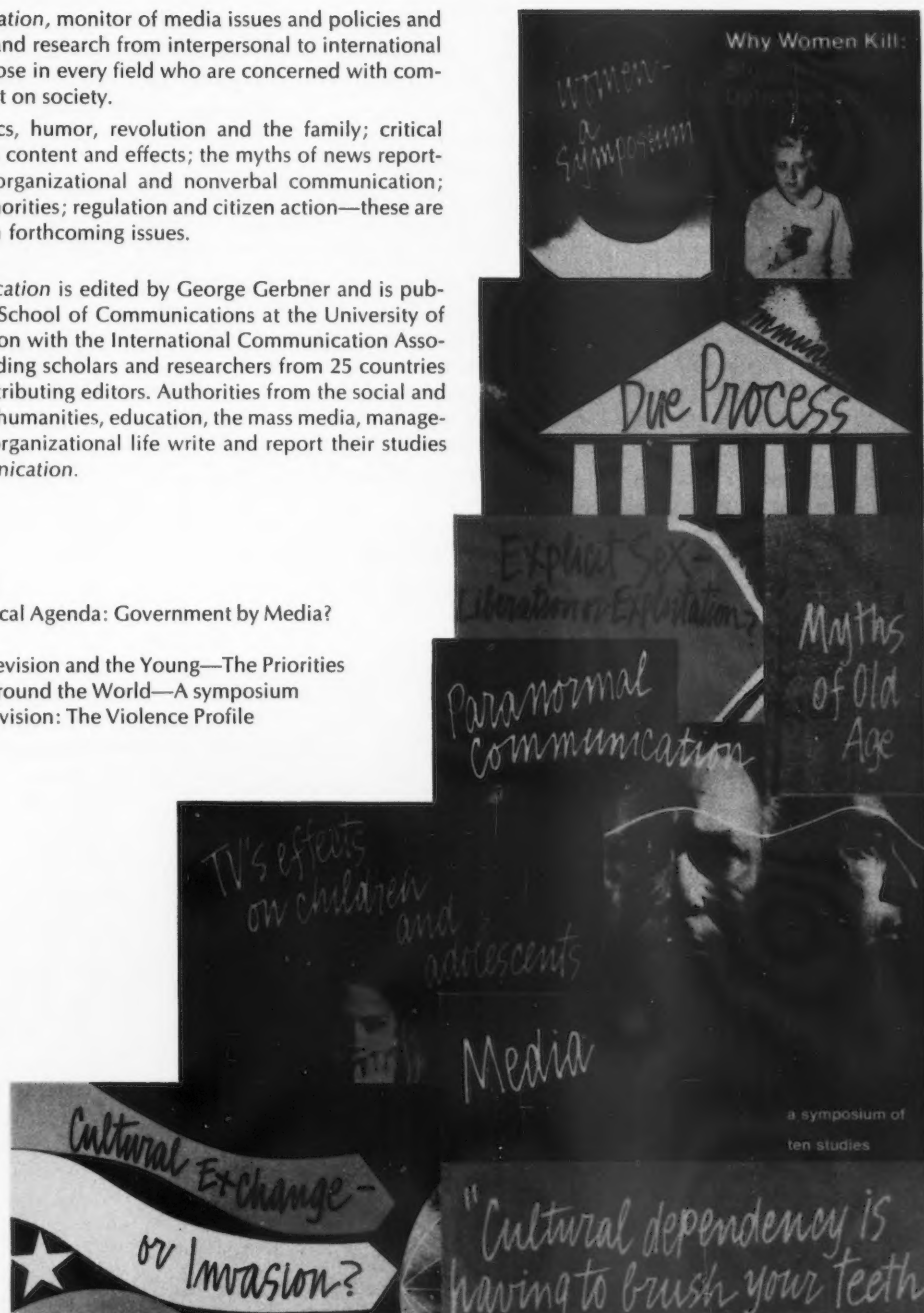 ation, monitor of media issues and policies and
nd research from interpersonal to international
ose in every field who are concerned with com-
t on society.
cs, humor, revolution and the family; critical
content and effects; the myths of news report-
organizational and nonverbal communication;
orities; regulation and citizen action—these are
forthcoming issues.
cation is edited by George Gerbner and is pub-
School of Communications at the University of
on with the International Communication Asso-
ding scholars and researchers from 25 countries
tributing editors. Authorities from the social and
humanities, education, the mass media, manage-
organizational life write and report their studies
nication.
cal Agenda: Government by Media?
evision and the Young—The Priorities
round the World—A symposium
vision: The Violence Profile
Women-
a
Symposium
Why Women Kill:
Due Process
Explicit Sex-
Liberation or Exploitation?
Myths
of Old
Age
Paranormal
Communication
TV's effects
on children
and
adolescents
Media
a symposium of
ten studies
Cultural Exchange-
or Invasion?
"Cultural dependency is
having to brush your teeth